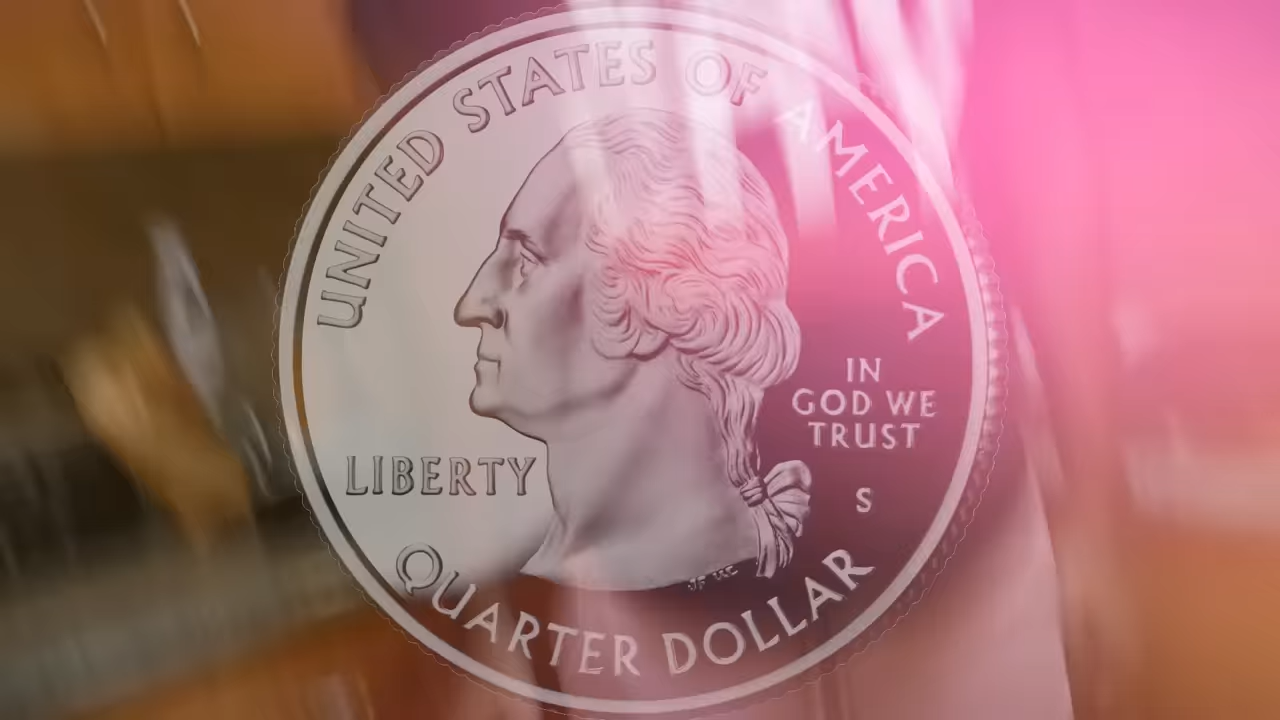 UNITED STATES OF AMERICA
LIBERTY
IN
GOD WE
TRUST
S
QUARTER DOLLAR